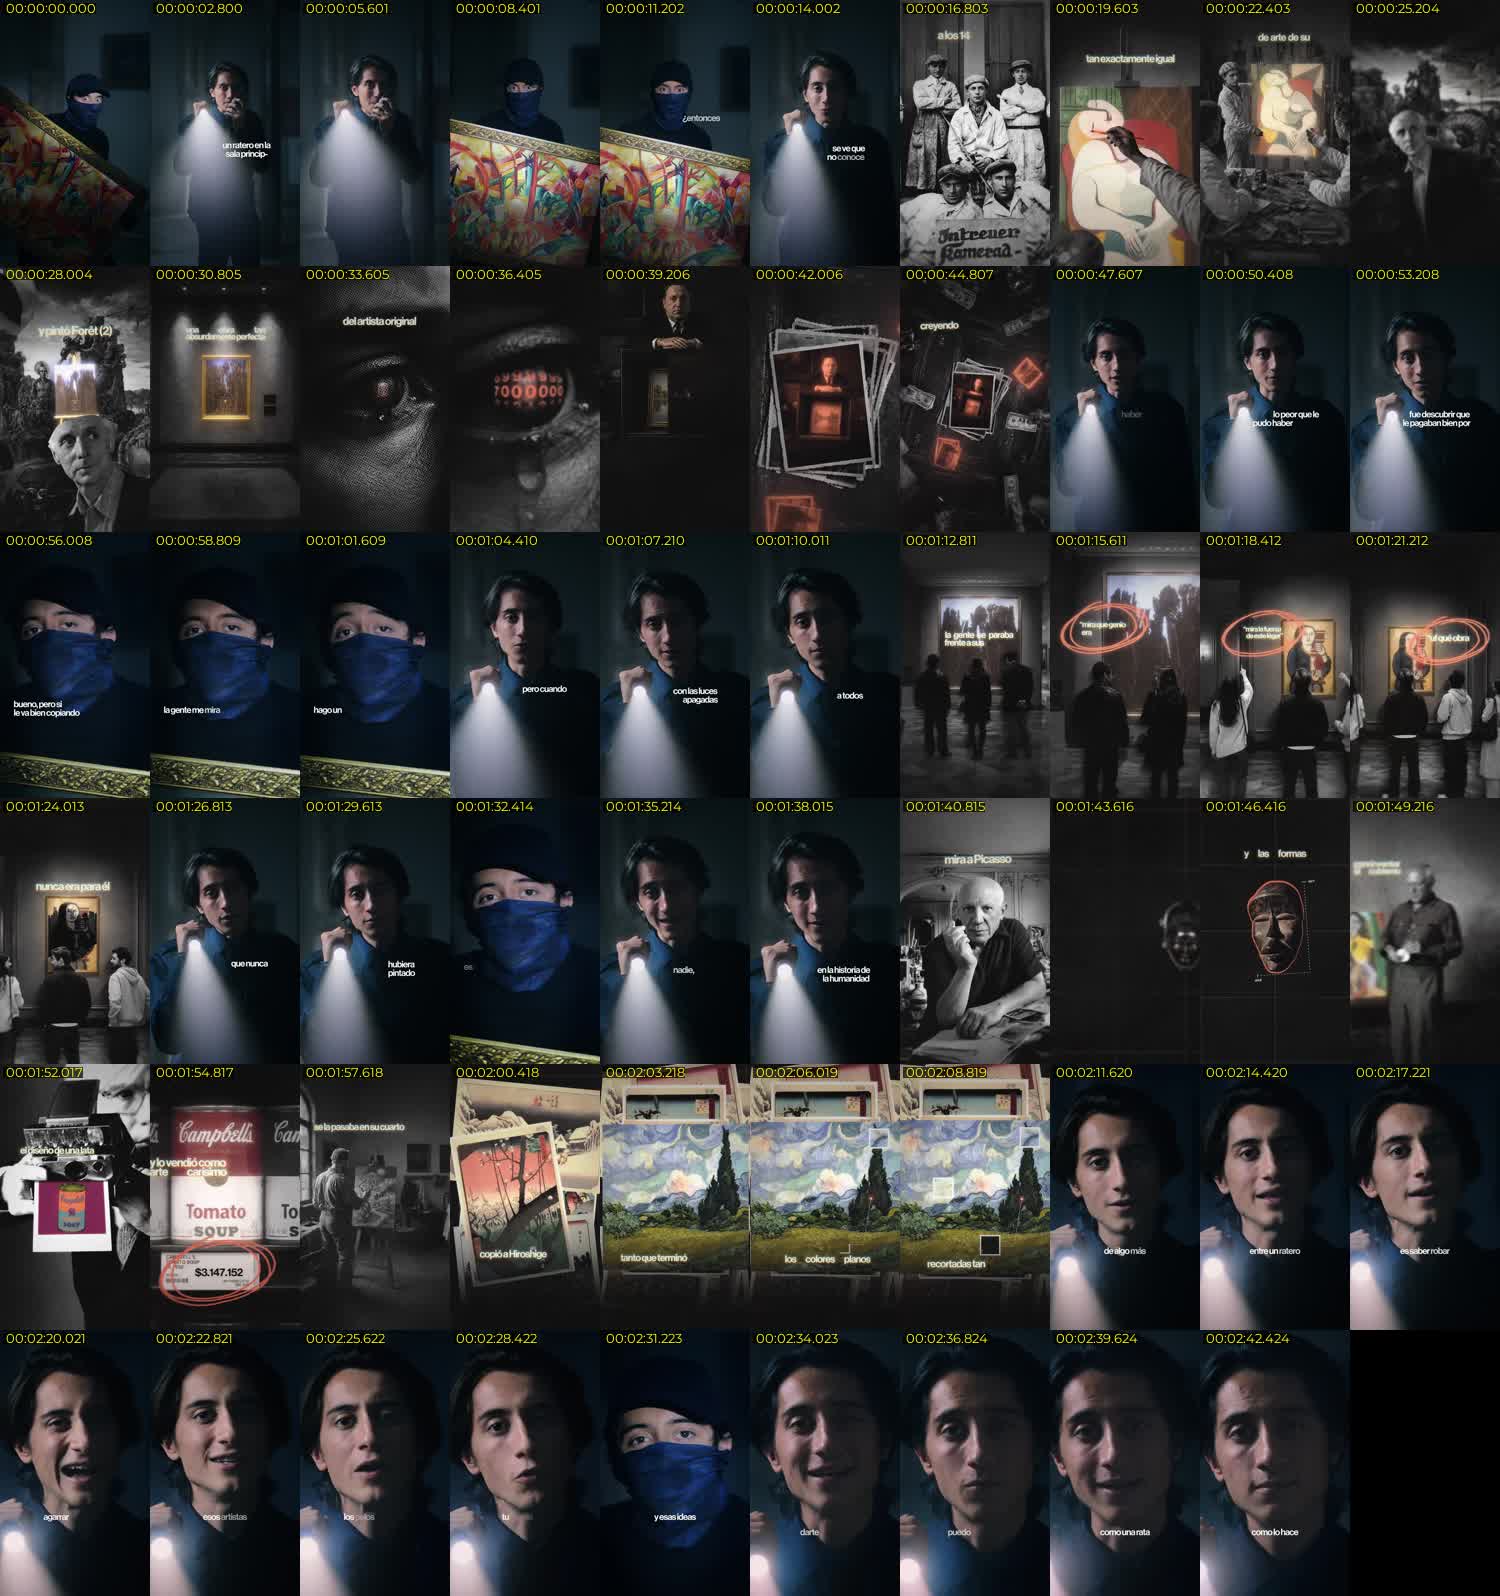 00:00:00.000
00:00:02.800
un ratero en la
sala princip-
00:00:05.601
00:00:08.401
00:00:11.202
¿entonces
00:00:14.002
se ve que
no conoce
00:00:16.803
a los 14
Intreuer
Kamerad -
00:00:19.603
tan exactamente igual
00:00:22.403
de arte de su
00:00:25.204
00:00:28.004
y pintó Forêt (2)
00:00:30.805
una obra tan
absurdamente perfecta
00:00:33.605
del artista original
00:00:36.405
7000000
00:00:39.206
00:00:42.006
00:00:44.807
creyendo
00:00:47.607
haber
00:00:50.408
lo peor que le
pudo haber
00:00:53.208
fue descubrir que
le pagaban bien por
00:00:56.008
bueno, pero si
le va bien copiando
00:00:58.809
la gente me mira
00:01:01.609
hago un
00:01:04.410
pero cuando
00:01:07.210
con las luces
apagadas
00:01:10.011
a todos
00:01:12.811
la gente se paraba
frente a sus
00:01:15.611
"mira que genio
era
00:01:18.412
"mira la fuerza
de este léger"
00:01:21.212
"uf qué obra
00:01:24.013
nunca era para él
00:01:26.813
que nunca
00:01:29.613
hubiera
pintado
00:01:32.414
es
00:01:35.214
nadie,
00:01:38.015
en la historia de
la humanidad
00:01:40.815
mira a Picasso
00:01:43.616
00:01:46.416
y las formas
00:01:49.216
00:01:52.017
el diseño de una lata
00:01:54.817
Campbell's
y lo vendió como
arte carísimo
Tomato
SOUP
$3.147.152
00:01:57.618
se la pasaba en su cuarto
00:02:00.418
copió a Hiroshige
00:02:03.218
tanto que terminó
00:02:06.019
los colores planos
00:02:08.819
recortadas tan
00:02:11.620
de algo más
00:02:14.420
entre un ratero
00:02:17.221
es saber robar
00:02:20.021
agarrar
00:02:22.821
esos artistas
00:02:25.622
los
00:02:28.422
tu
00:02:31.223
y esas ideas
00:02:34.023
darte
00:02:36.824
puedo
00:02:39.624
como una rata
00:02:42.424
como lo hace